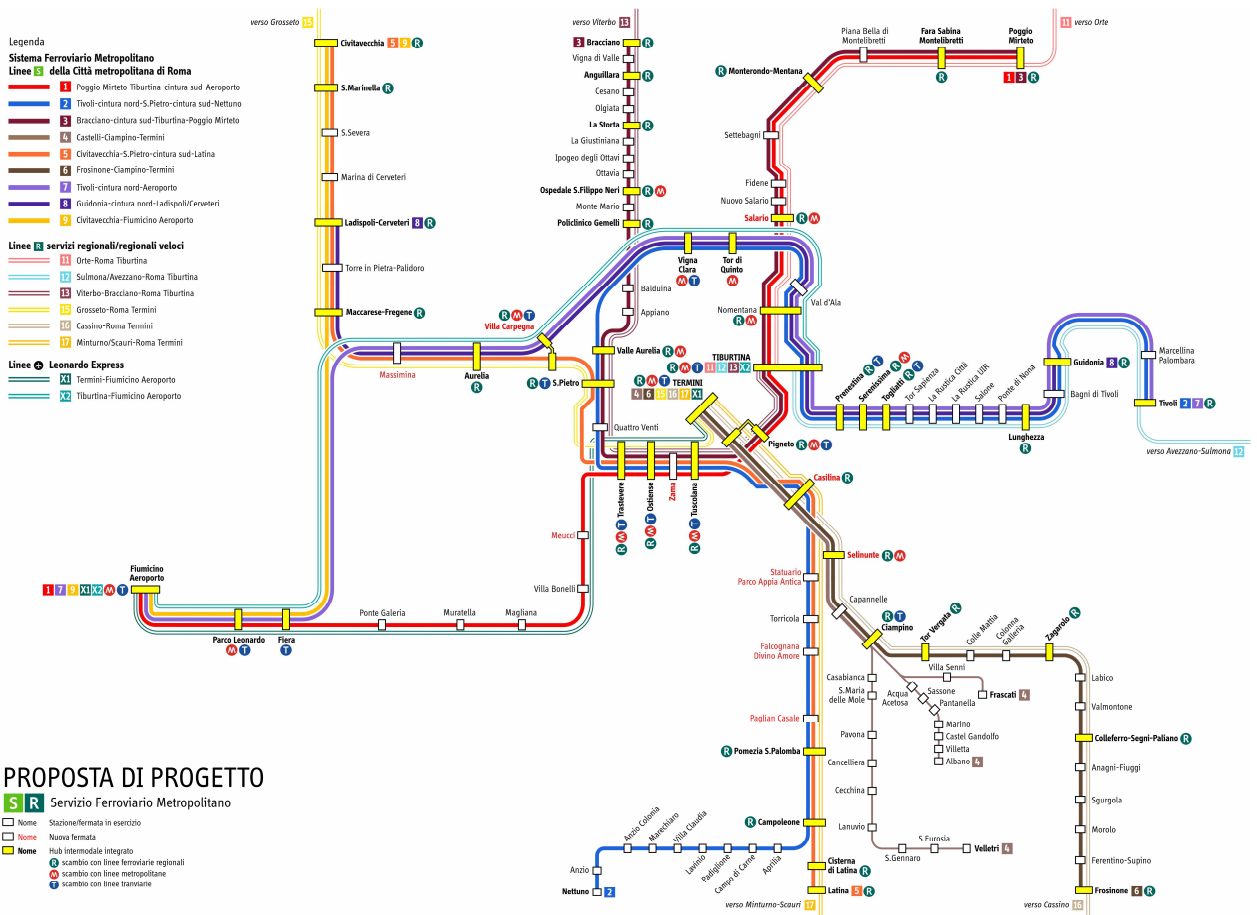 verso Grosseto 15
verso Viterbo 13
11 verso Orte
Legenda
Sistema Ferroviario Metropolitano
Linee S della Città metropolitana di Roma
1 Poggio Mirteto Tiburtina cintura sud Aeroporto
2 Tivoli-cintura nord-S.Pietro-cintura sud-Nettuno
3 Bracciano-cintura sud-Tiburtina-Poggio Mirteto
4 Castelli-Ciampino-Termini
5 Civitavecchia-S.Pietro-cintura sud-Latina
6 Frosinone-Ciampino-Termini
7 Tivoli-cintura nord-Aeroporto
8 Guidonia-cintura nord-Ladispoli/Cerveteri
9 Civitavecchia-Fiumicino Aeroporto
Linee R servizi regionali/regionali veloci
11 Orte-Roma Tiburtina
12 Sulmona/Avezzano-Roma Tiburtina
13 Viterbo-Bracciano-Roma Tiburtina
15 Grosseto-Roma Termini
16 Cassino-Roma Termini
17 Minturno/Scauri-Roma Termini
Linee Leonardo Express
X1 Termini-Fiumicino Aeroporto
X2 Tiburtina-Fiumicino Aeroporto
Civitavecchia 5 9 R
S.Marinella R
S.Severa
Marina di Cerveteri
Ladispoli-Cerveteri 8 R
Torre in Pietra-Palidoro
Maccarese-Fregene R
3 Bracciano R
Vigna di Valle
Anguillara R
Cesano
Olgiata
La Storta R
La Giustiniana
Ipogeo degli Ottavi
Ottavia
Ospedale S.Filippo Neri R M
Monte Mario
Policlinico Gemelli R
Balduina
Appiano
Valle Aurelia R M
R T S.Pietro
Quattro Venti
Piana Bella di
Montelibretti
Fara Sabina
Montelibretti
R
Poggio
Mirteto
1 3 R
R Monterondo-Mentana
Settebagni
Fidene
Nuovo Salario
Salario R M
Vigna
Clara
M T
Tor di
Quinto
M
Val d'Ala
Nomentana
R M
R M T
Villa Carpegna
Massimina
Aurelia
R
TIBURTINA
R M T 11 12 13 X2
R M T TERMINI
4 6 15 16 17 X1
Prenestina R T
Serenissima R M
Togliatti R T
Tor Sapienza
La Rustica Città
La Rustica UIR
Salone
Ponte di Nona
Lunghezza
R
Guidonia 8 R
Bagni di Tivoli
Marcellina
Palombara
Tivoli 2 7 R
verso Avezzano-Sulmona 12
Pigneto R M T
Casilina R
Trastevere R M T
Ostiense R M T
Zama
Tuscolana R M T
Meucci
Villa Bonelli
Fiumicino
Aeroporto
1 7 9 X1 X2 M T
Parco Leonardo
M T
Fiera
T
Ponte Galeria
Muratella
Magliana
Selinunte R M
Statuario
Parco Appia Antica
Torricola
Falcognana
Divino Amore
Paglian Casale
R Pomezia S.Palomba
R Campoleone
Capannelle
R T
Ciampino
Tor Vergata R
Colle Mattia
Colonna
Galleria
Zagarolo R
Labico
Valmontone
Colleferro-Segni-Paliano R
Anagni-Fiuggi
Sgurgola
Morolo
Ferentino-Supino
Frosinone 6 R
verso Cassino 16
Casabianca
S.Maria
delle Mole
Pavona
Cancelliera
Cecchina
Lanuvio
S.Gennaro
S.Eurosia
Velletri 4
Villa Senni
Frascati 4
Acqua
Acetosa
Sassone
Pantanella
Marino
Castel Gandolfo
Villetta
Albano 4
Anzio Colonia
Marechiaro
Villa Claudia
Lavinio
Padiglione
Campo di Carne
Aprilia
Anzio
Nettuno 2
Cisterna
di Latina R
Latina 5 R
verso Minturno-Scauri 17
PROPOSTA DI PROGETTO
S R Servizio Ferroviario Metropolitano
Nome Stazione/fermata in esercizio
Nome Nuova fermata
Nome Hub intermodale integrato
R scambio con linee ferroviarie regionali
M scambio con linee metropolitane
T scambio con linee tranviarie